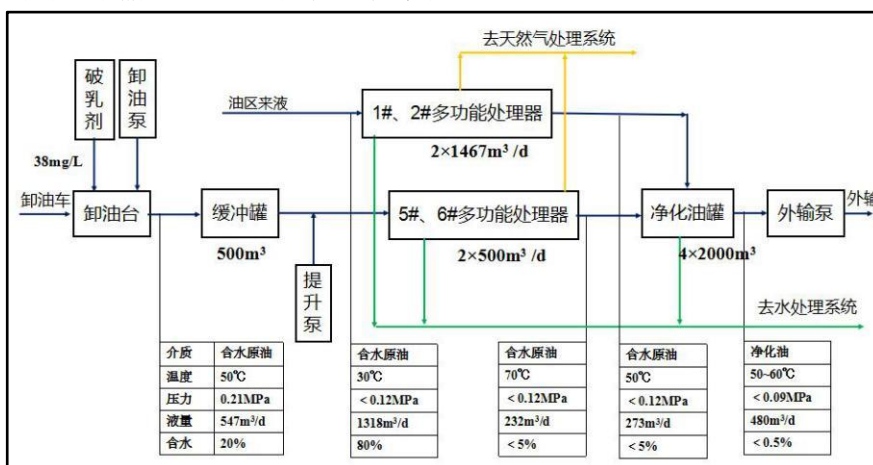 去天然气处理系统
破乳剂
卸油泵
油区来液
1#、2#多功能处理器
2×1467m³ /d
38mg/L
卸油车
卸油台
缓冲罐
5#、6#多功能处理器
净化油罐
外输泵
外输
500m³
2×500m³ /d
4×2000m³
提升泵
去水处理系统
介质 含水原油 含水原油 含水原油 含水原油 净化油
温度 50℃ 30℃ 70℃ 50℃ 50~60℃
压力 0.21MPa <0.12MPa <0.12MPa <0.12MPa <0.09MPa
液量 547m³/d 1318m³/d 232m³/d 273m³/d 480m³/d
含水 20% 80% <5% <5% <0.5%